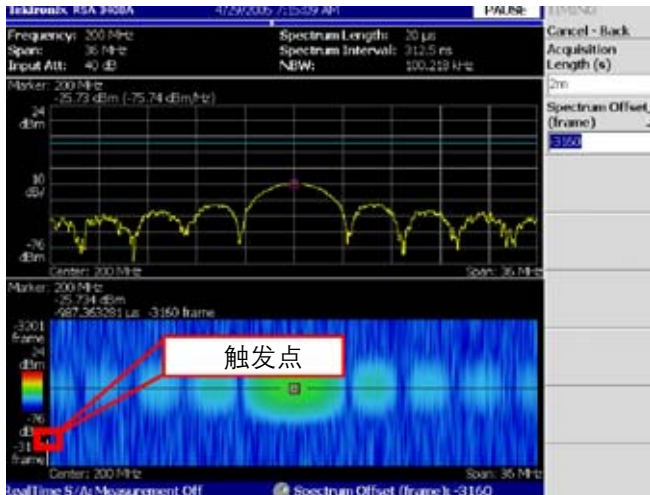 Tektronix RSA 3408A 4/29/2005 7:15:09 AM PAUSE TIMING
Frequency: 200 MHz Spectrum Length: 20 µs
Span: 36 MHz Spectrum Interval: 312.5 ns
Input Att: 40 dB NBW: 100.218 kHz
Cancel - Back
Acquisition
Length (s)
2m
Spectrum Offset
(frame)
-3160
Marker: 200 MHz
-25.73 dBm (-75.74 dBm/Hz)
24
dBm
10
dB/
-76
dBm
Center: 200 MHz Span: 36 MHz
Marker: 200 MHz
-25.734 dBm
-987.363281 µs -3160 frame
-3201
frame
24
dBm
触发点
-76
frame
Center: 200 MHz Span: 36 MHz
RealTime S/A: Measurement Off Spectrum Offset (frame): -3160